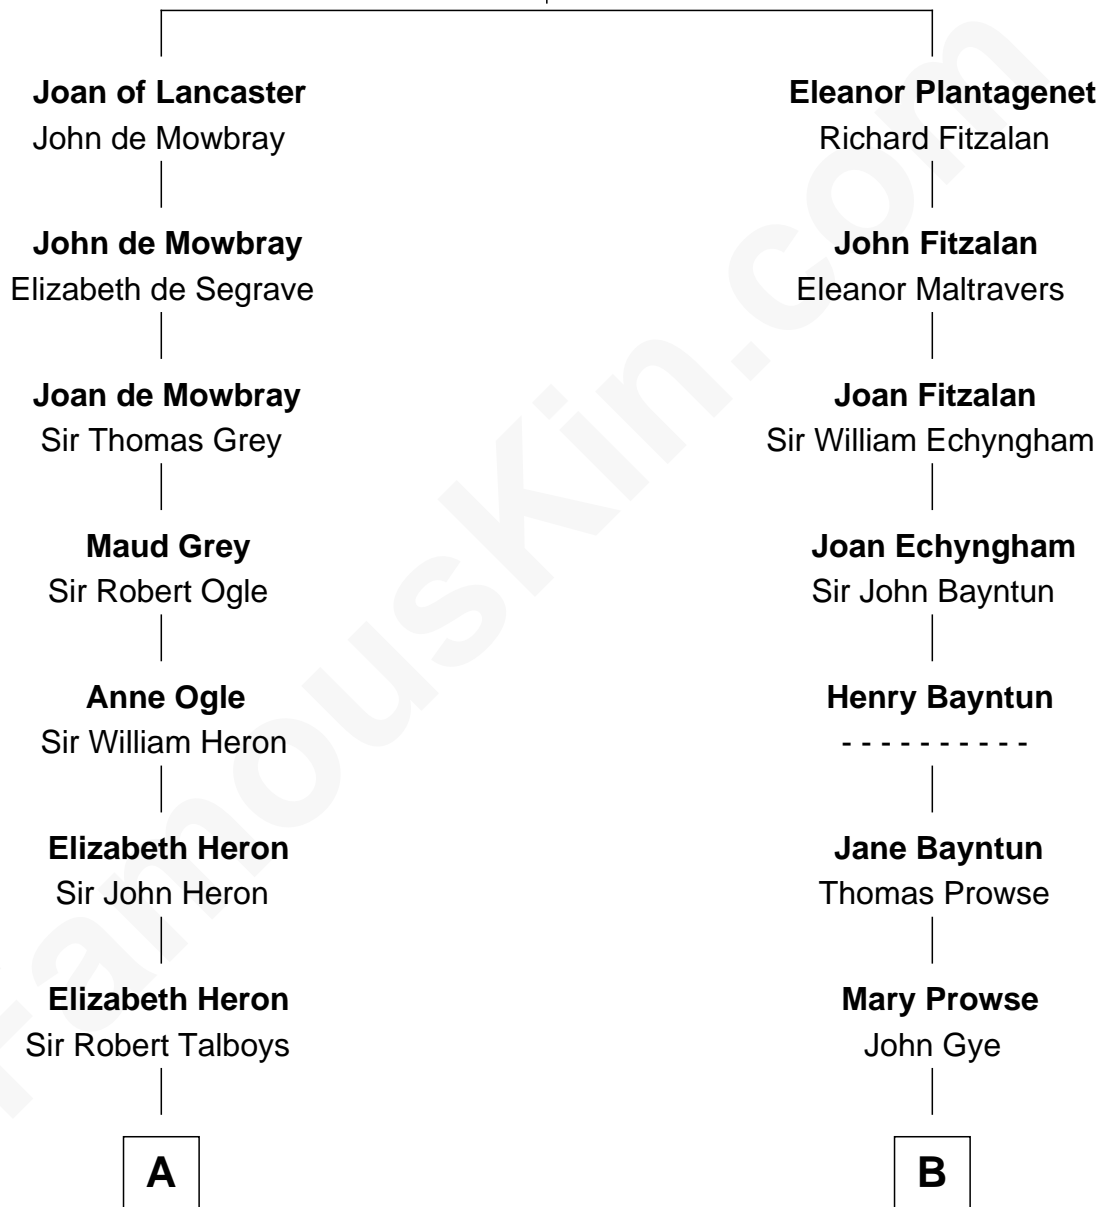 Joan of Lancaster
John de Mowbray
John de Mowbray
Elizabeth de Segrave
Joan de Mowbray
Sir Thomas Grey
Maud Grey
Sir Robert Ogle
Anne Ogle
Sir William Heron
Elizabeth Heron
Sir John Heron
Elizabeth Heron
Sir Robert Talboys
A
Eleanor Plantagenet
Richard Fitzalan
John Fitzalan
Eleanor Maltravers
Joan Fitzalan
Sir William Echyngham
Joan Echyngham
Sir John Bayntun
Henry Bayntun
- - - - - - - - - -
Jane Bayntun
Thomas Prowse
Mary Prowse
John Gye
B
FamousKin.com